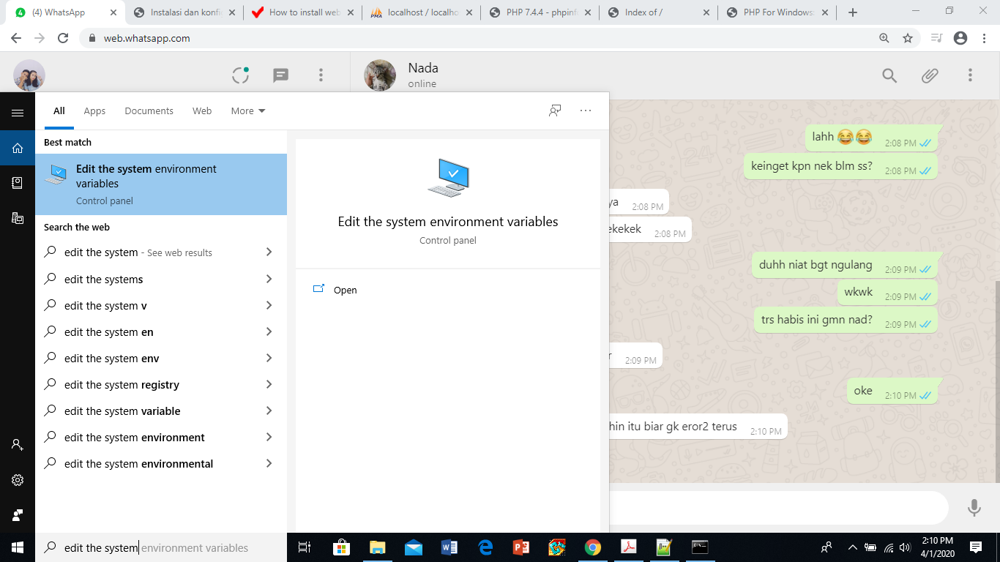 (4) WhatsApp
Instalasi dan konfi
How to install web
localhost / localho
PHP 7.4.4 - phpinf
Index of /
PHP For Windows
web.whatsapp.com
Nada
online
All Apps Documents Web More
Best match
Edit the system environment
variables
Control panel
Search the web
edit the system - See web results
edit the systems
edit the system v
edit the system en
edit the system env
edit the system registry
edit the system variable
edit the system environment
edit the system environmental
edit the system environment variables
Edit the system environment variables
Control panel
Open
lahh 😂😂 2:08 PM
keinget kpn nek blm ss? 2:08 PM
ya 2:08 PM
ekekek 2:08 PM
duhh niat bgt ngulang 2:09 PM
wkwk 2:09 PM
trs habis ini gmn nad? 2:09 PM
r 2:09 PM
oke 2:10 PM
hin itu biar gk eror2 terus 2:10 PM
2:10 PM
4/1/2020